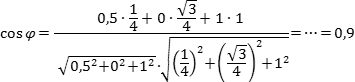 cos φ = (0,5 · 1/4 + 0 · √3/4 + 1 · 1) / (√(0,5² + 0² + 1²) · √((1/4)² + (√3/4)² + 1²)) = ⋯ = 0,9